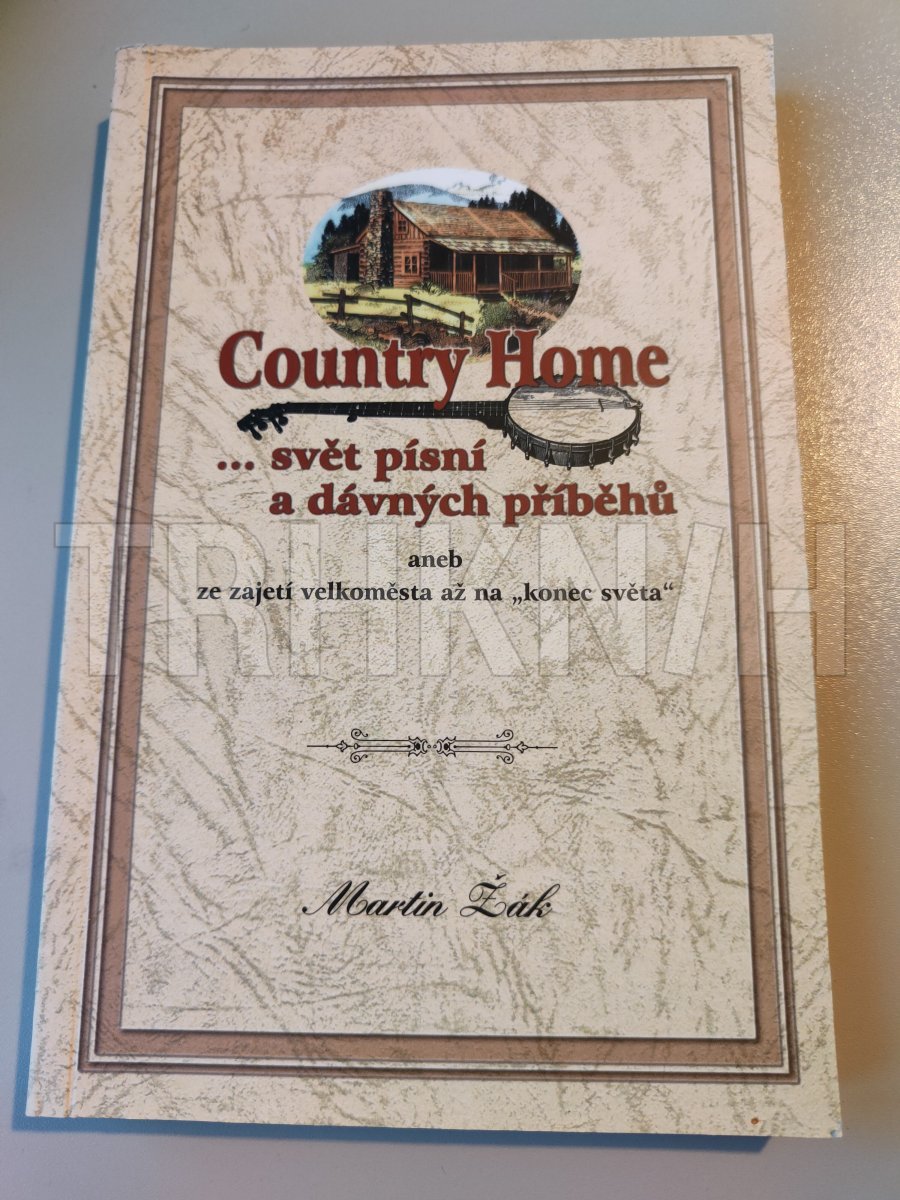 Country Home
... svět písní
a dávných příběhů
aneb
ze zajetí velkoměsta až na „konec světa“
TRHKNIH
Martin Žák